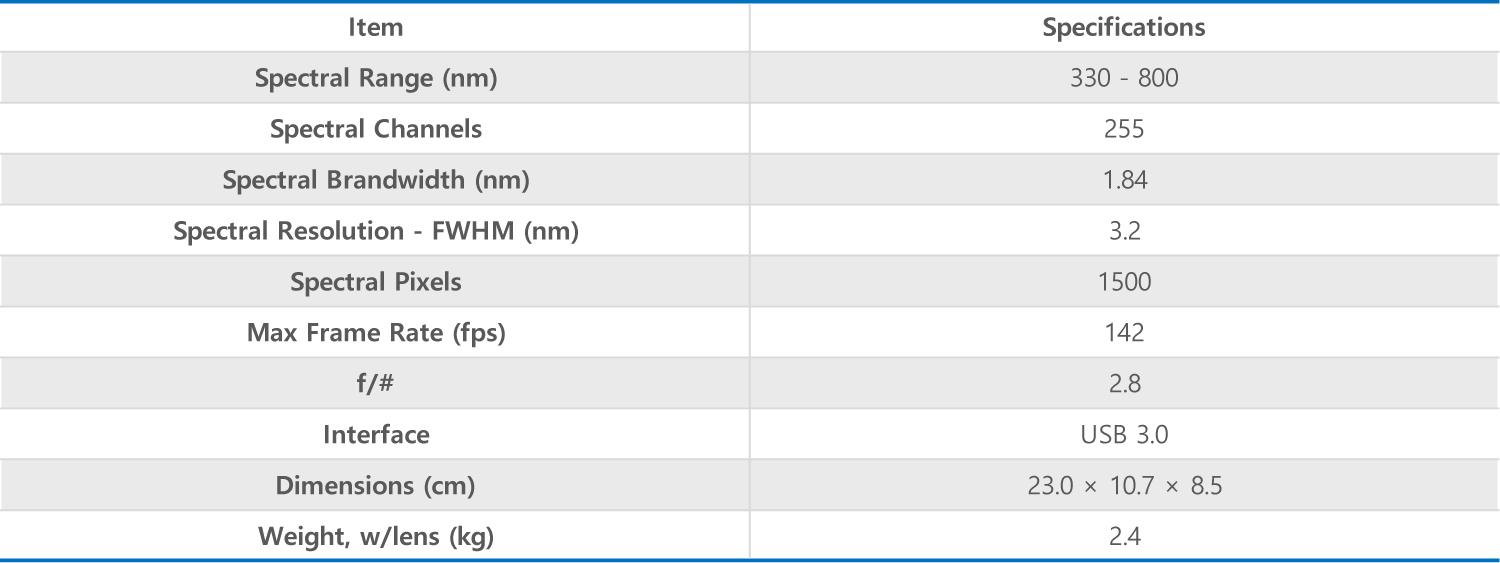 Item Specifications
Spectral Range (nm) 330 - 800
Spectral Channels 255
Spectral Brandwidth (nm) 1.84
Spectral Resolution - FWHM (nm) 3.2
Spectral Pixels 1500
Max Frame Rate (fps) 142
f/# 2.8
Interface USB 3.0
Dimensions (cm) 23.0 × 10.7 × 8.5
Weight, w/lens (kg) 2.4